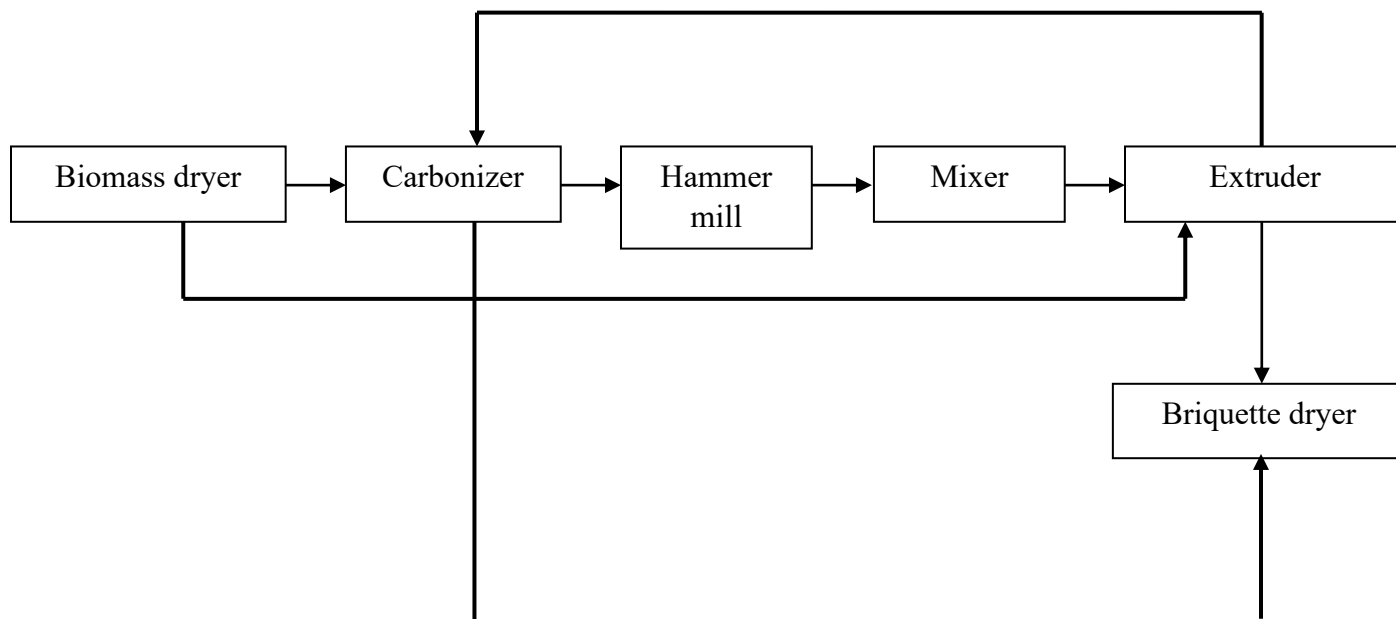 Biomass dryer
Carbonizer
Hammer
mill
Mixer
Extruder
Briquette dryer